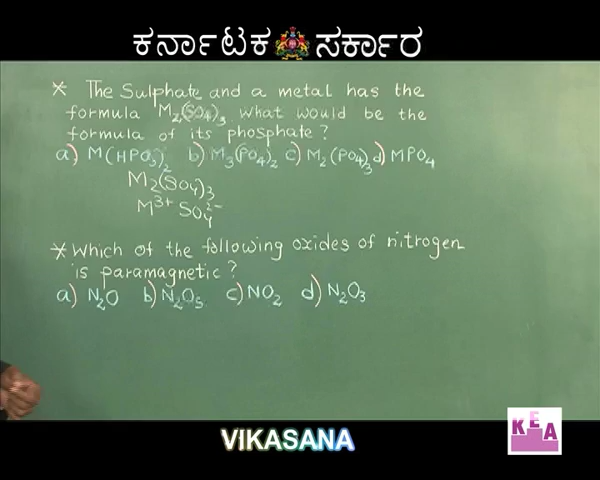 ಕರ್ನಾಟಕ ಸರ್ಕಾರ
* The Sulphate and a metal has the
formula M₂(SO₄)₃ what would be the
formula of its phosphate?
a) M(HPO₅)₂ b) M₃(PO₄)₂ c) M₂(PO₄)₃ d) MPO₄
M₂(SO₄)₃
M³⁺ SO₄²⁻
* Which of the following oxides of nitrogen
is paramagnetic?
a) N₂O b) N₂O₅ c) NO₂ d) N₂O₃
KEA
VIKASANA